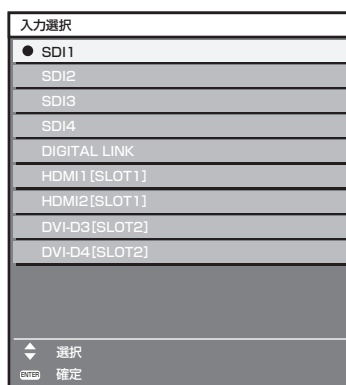 入力選択
SDI1
SDI2
SDI3
SDI4
DIGITAL LINK
HDMI1[SLOT1]
HDMI2[SLOT1]
DVI-D3[SLOT2]
DVI-D4[SLOT2]
選択
ENTER 確定